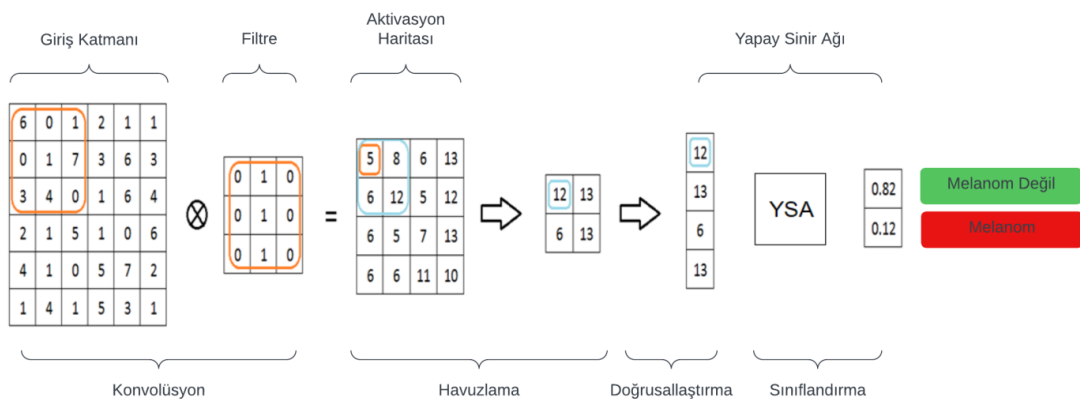 Giriş Katmanı
Filtre
Aktivasyon
Haritası
Yapay Sinir Ağı
6 0 1 2 1 1
0 1 7 3 6 3
3 4 0 1 6 4
2 1 5 1 0 6
4 1 0 5 7 2
1 4 1 5 3 1
⊗
0 1 0
0 1 0
0 1 0
=
5 8 6 13
6 12 5 12
6 5 7 13
6 6 11 10
12 13
6 13
12
13
6
13
YSA
0.82
0.12
Melanom Değil
Melanom
Konvolüsyon
Havuzlama
Doğrusallaştırma
Sınıflandırma